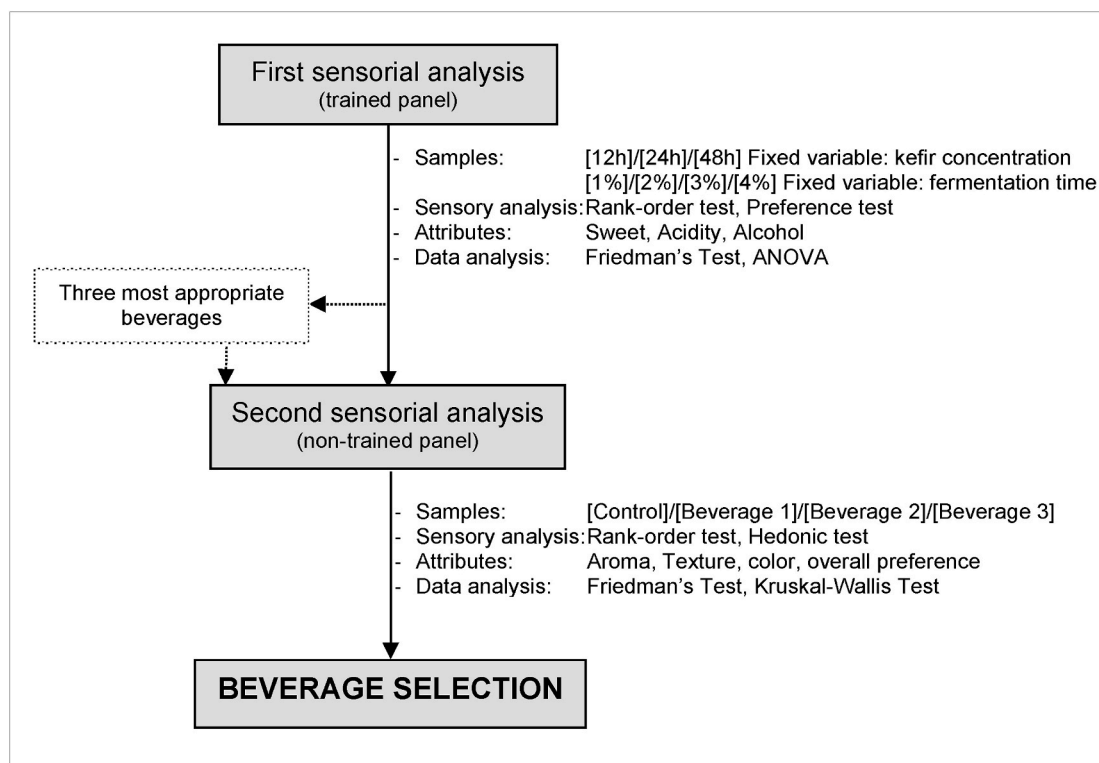 First sensorial analysis
(trained panel)
- Samples: [12h]/[24h]/[48h] Fixed variable: kefir concentration
[1%]/[2%]/[3%]/[4%] Fixed variable: fermentation time
- Sensory analysis: Rank-order test, Preference test
- Attributes: Sweet, Acidity, Alcohol
- Data analysis: Friedman's Test, ANOVA
Three most appropriate
beverages
Second sensorial analysis
(non-trained panel)
- Samples: [Control]/[Beverage 1]/[Beverage 2]/[Beverage 3]
- Sensory analysis: Rank-order test, Hedonic test
- Attributes: Aroma, Texture, color, overall preference
- Data analysis: Friedman's Test, Kruskal-Wallis Test
BEVERAGE SELECTION